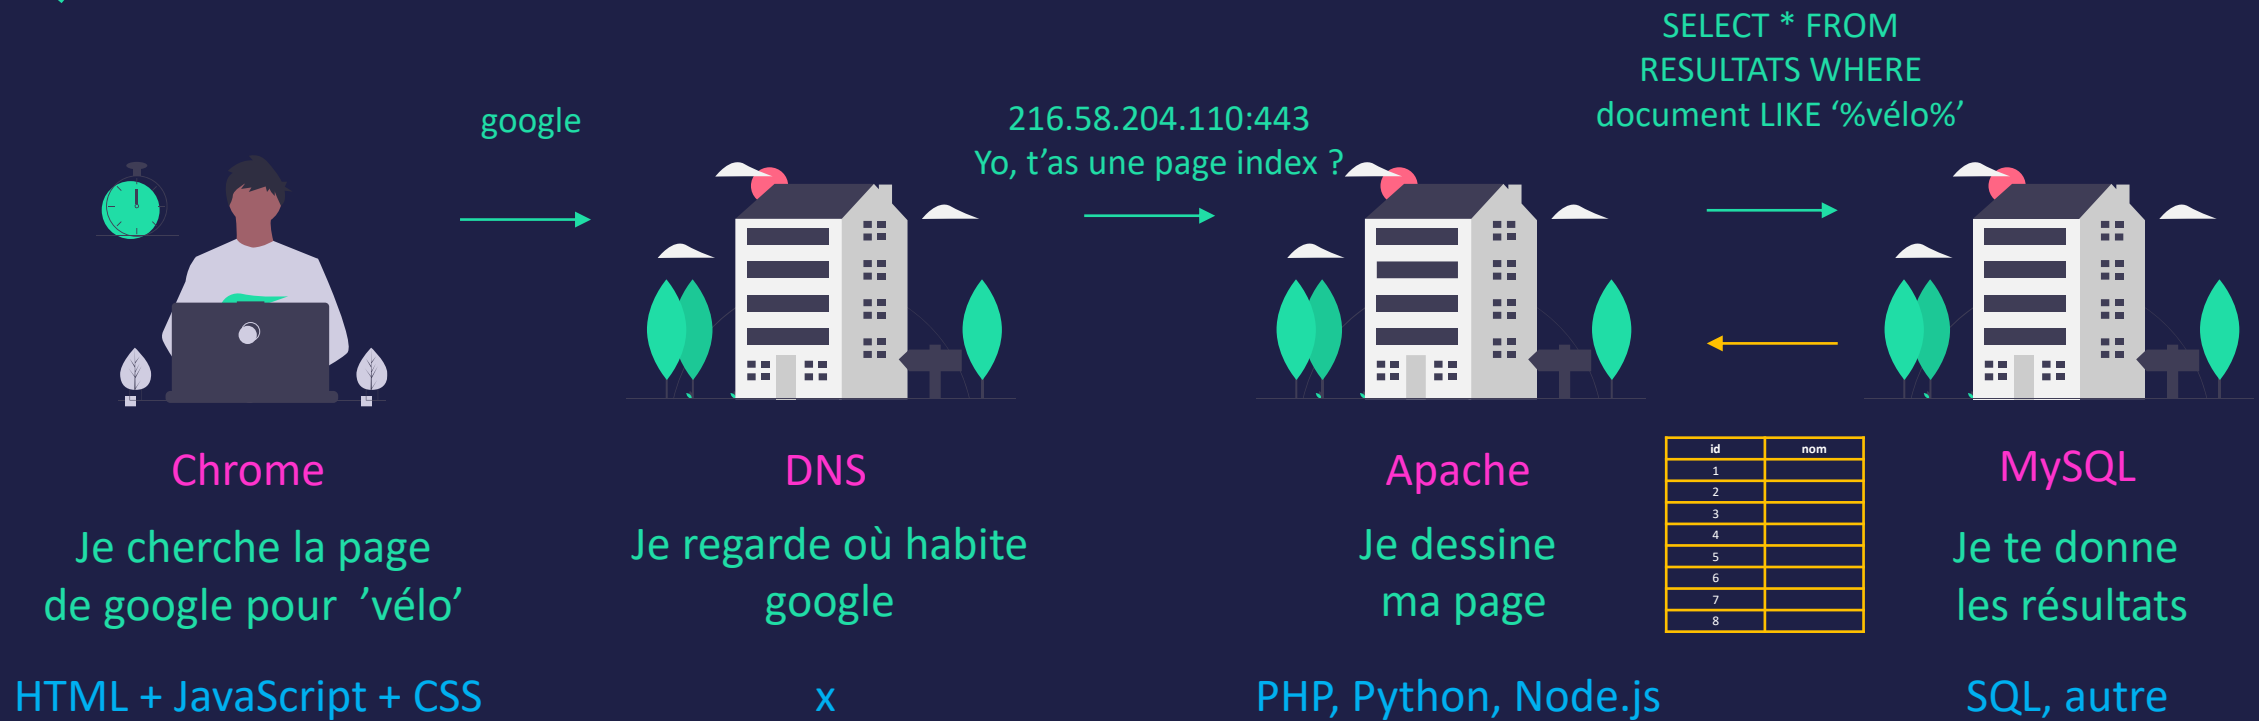 SELECT * FROM
RESULTATS WHERE
document LIKE ‘%vélo%’
google
216.58.204.110:443
Yo, t’as une page index ?
Chrome
Je cherche la page
de google pour ’vélo’
HTML + JavaScript + CSS
DNS
Je regarde où habite
google
x
Apache
Je dessine
ma page
PHP, Python, Node.js
id nom
1
2
3
4
5
6
7
8
MySQL
Je te donne
les résultats
SQL, autre